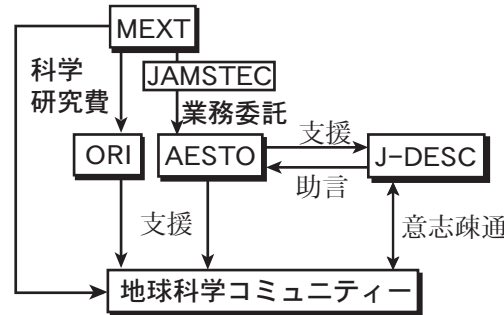 MEXT
科学
研究費
JAMSTEC
業務委託
ORI
AESTO
支援
助言
J-DESC
支援
意志疎通
地球科学コミュニティー